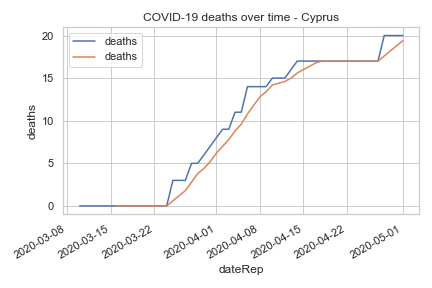 COVID-19 deaths over time - Cyprus
deaths
deaths
20
15
10
5
0
deaths
2020-03-08
2020-03-15
2020-03-22
2020-04-01
2020-04-08
2020-04-15
2020-04-22
2020-05-01
dateRep